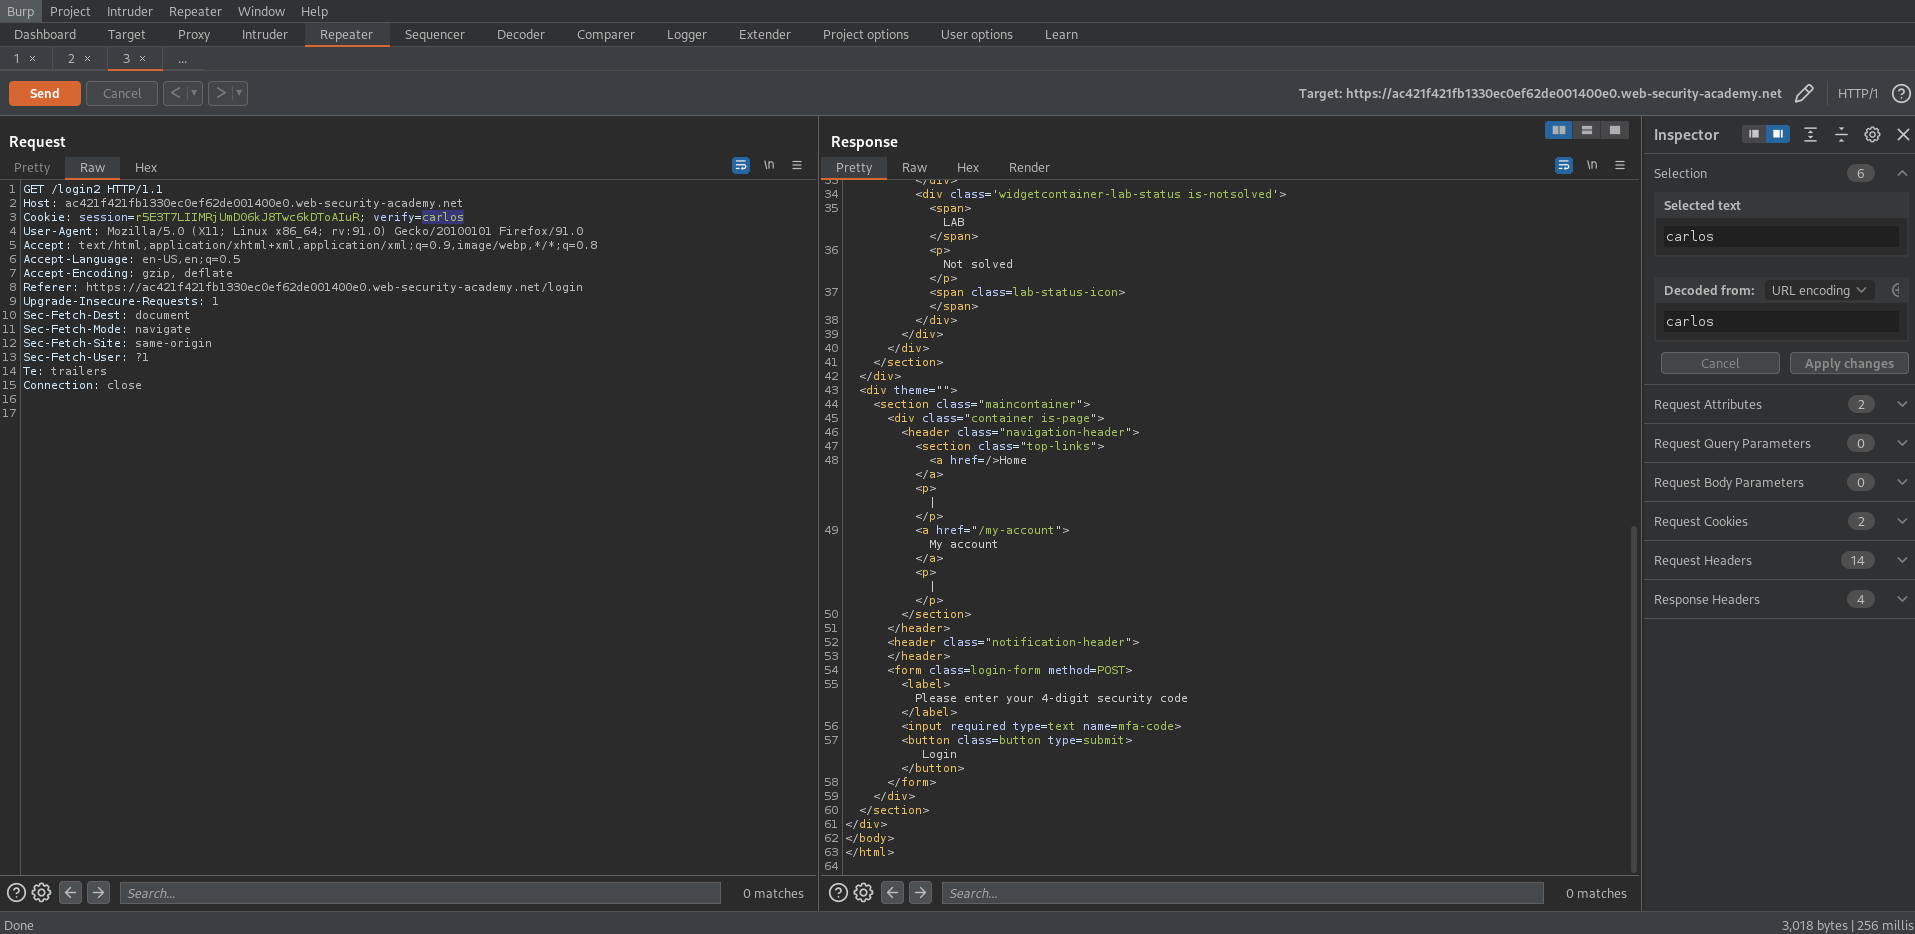 Burp Project Intruder Repeater Window Help
Dashboard Target Proxy Intruder Repeater Sequencer Decoder Comparer Logger Extender Project options User options Learn
1 × 2 × 3 × ...
Send Cancel < > Target: https://ac421f421fb1330ec0ef62de001400e0.web-security-academy.net HTTP/1
Request
Pretty Raw Hex \n
1 GET /login2 HTTP/1.1
2 Host: ac421f421fb1330ec0ef62de001400e0.web-security-academy.net
3 Cookie: session=r5E3T7LIIMRjUmDO6kJ8Twc6kDToAIuR; verify=carlos
4 User-Agent: Mozilla/5.0 (X11; Linux x86_64; rv:91.0) Gecko/20100101 Firefox/91.0
5 Accept: text/html,application/xhtml+xml,application/xml;q=0.9,image/webp,*/*;q=0.8
6 Accept-Language: en-US,en;q=0.5
7 Accept-Encoding: gzip, deflate
8 Referer: https://ac421f421fb1330ec0ef62de001400e0.web-security-academy.net/login
9 Upgrade-Insecure-Requests: 1
10 Sec-Fetch-Dest: document
11 Sec-Fetch-Mode: navigate
12 Sec-Fetch-Site: same-origin
13 Sec-Fetch-User: ?1
14 Te: trailers
15 Connection: close
16
17
Search... 0 matches
Response
Pretty Raw Hex Render \n
33 </div>
34 <div class='widgetcontainer-lab-status is-notsolved'>
35 <span>
LAB
</span>
36 <p>
Not solved
</p>
37 <span class=lab-status-icon>
</span>
38 </div>
39 </div>
40 </div>
41 </section>
42 </div>
43 <div theme="">
44 <section class="maincontainer">
45 <div class="container is-page">
46 <header class="navigation-header">
47 <section class="top-links">
48 <a href=/>Home
</a>
<p>
|
</p>
49 <a href="/my-account">
My account
</a>
<p>
|
</p>
50 </section>
51 </header>
52 <header class="notification-header">
53 </header>
54 <form class=login-form method=POST>
55 <label>
Please enter your 4-digit security code
</label>
56 <input required type=text name=mfa-code>
57 <button class=button type=submit>
Login
</button>
58 </form>
59 </div>
60 </section>
61 </div>
62 </body>
63 </html>
64
Search... 0 matches
Inspector
Selection 6
Selected text
carlos
Decoded from: URL encoding
carlos
Cancel Apply changes
Request Attributes 2
Request Query Parameters 0
Request Body Parameters 0
Request Cookies 2
Request Headers 14
Response Headers 4
Done 3,018 bytes | 256 millis